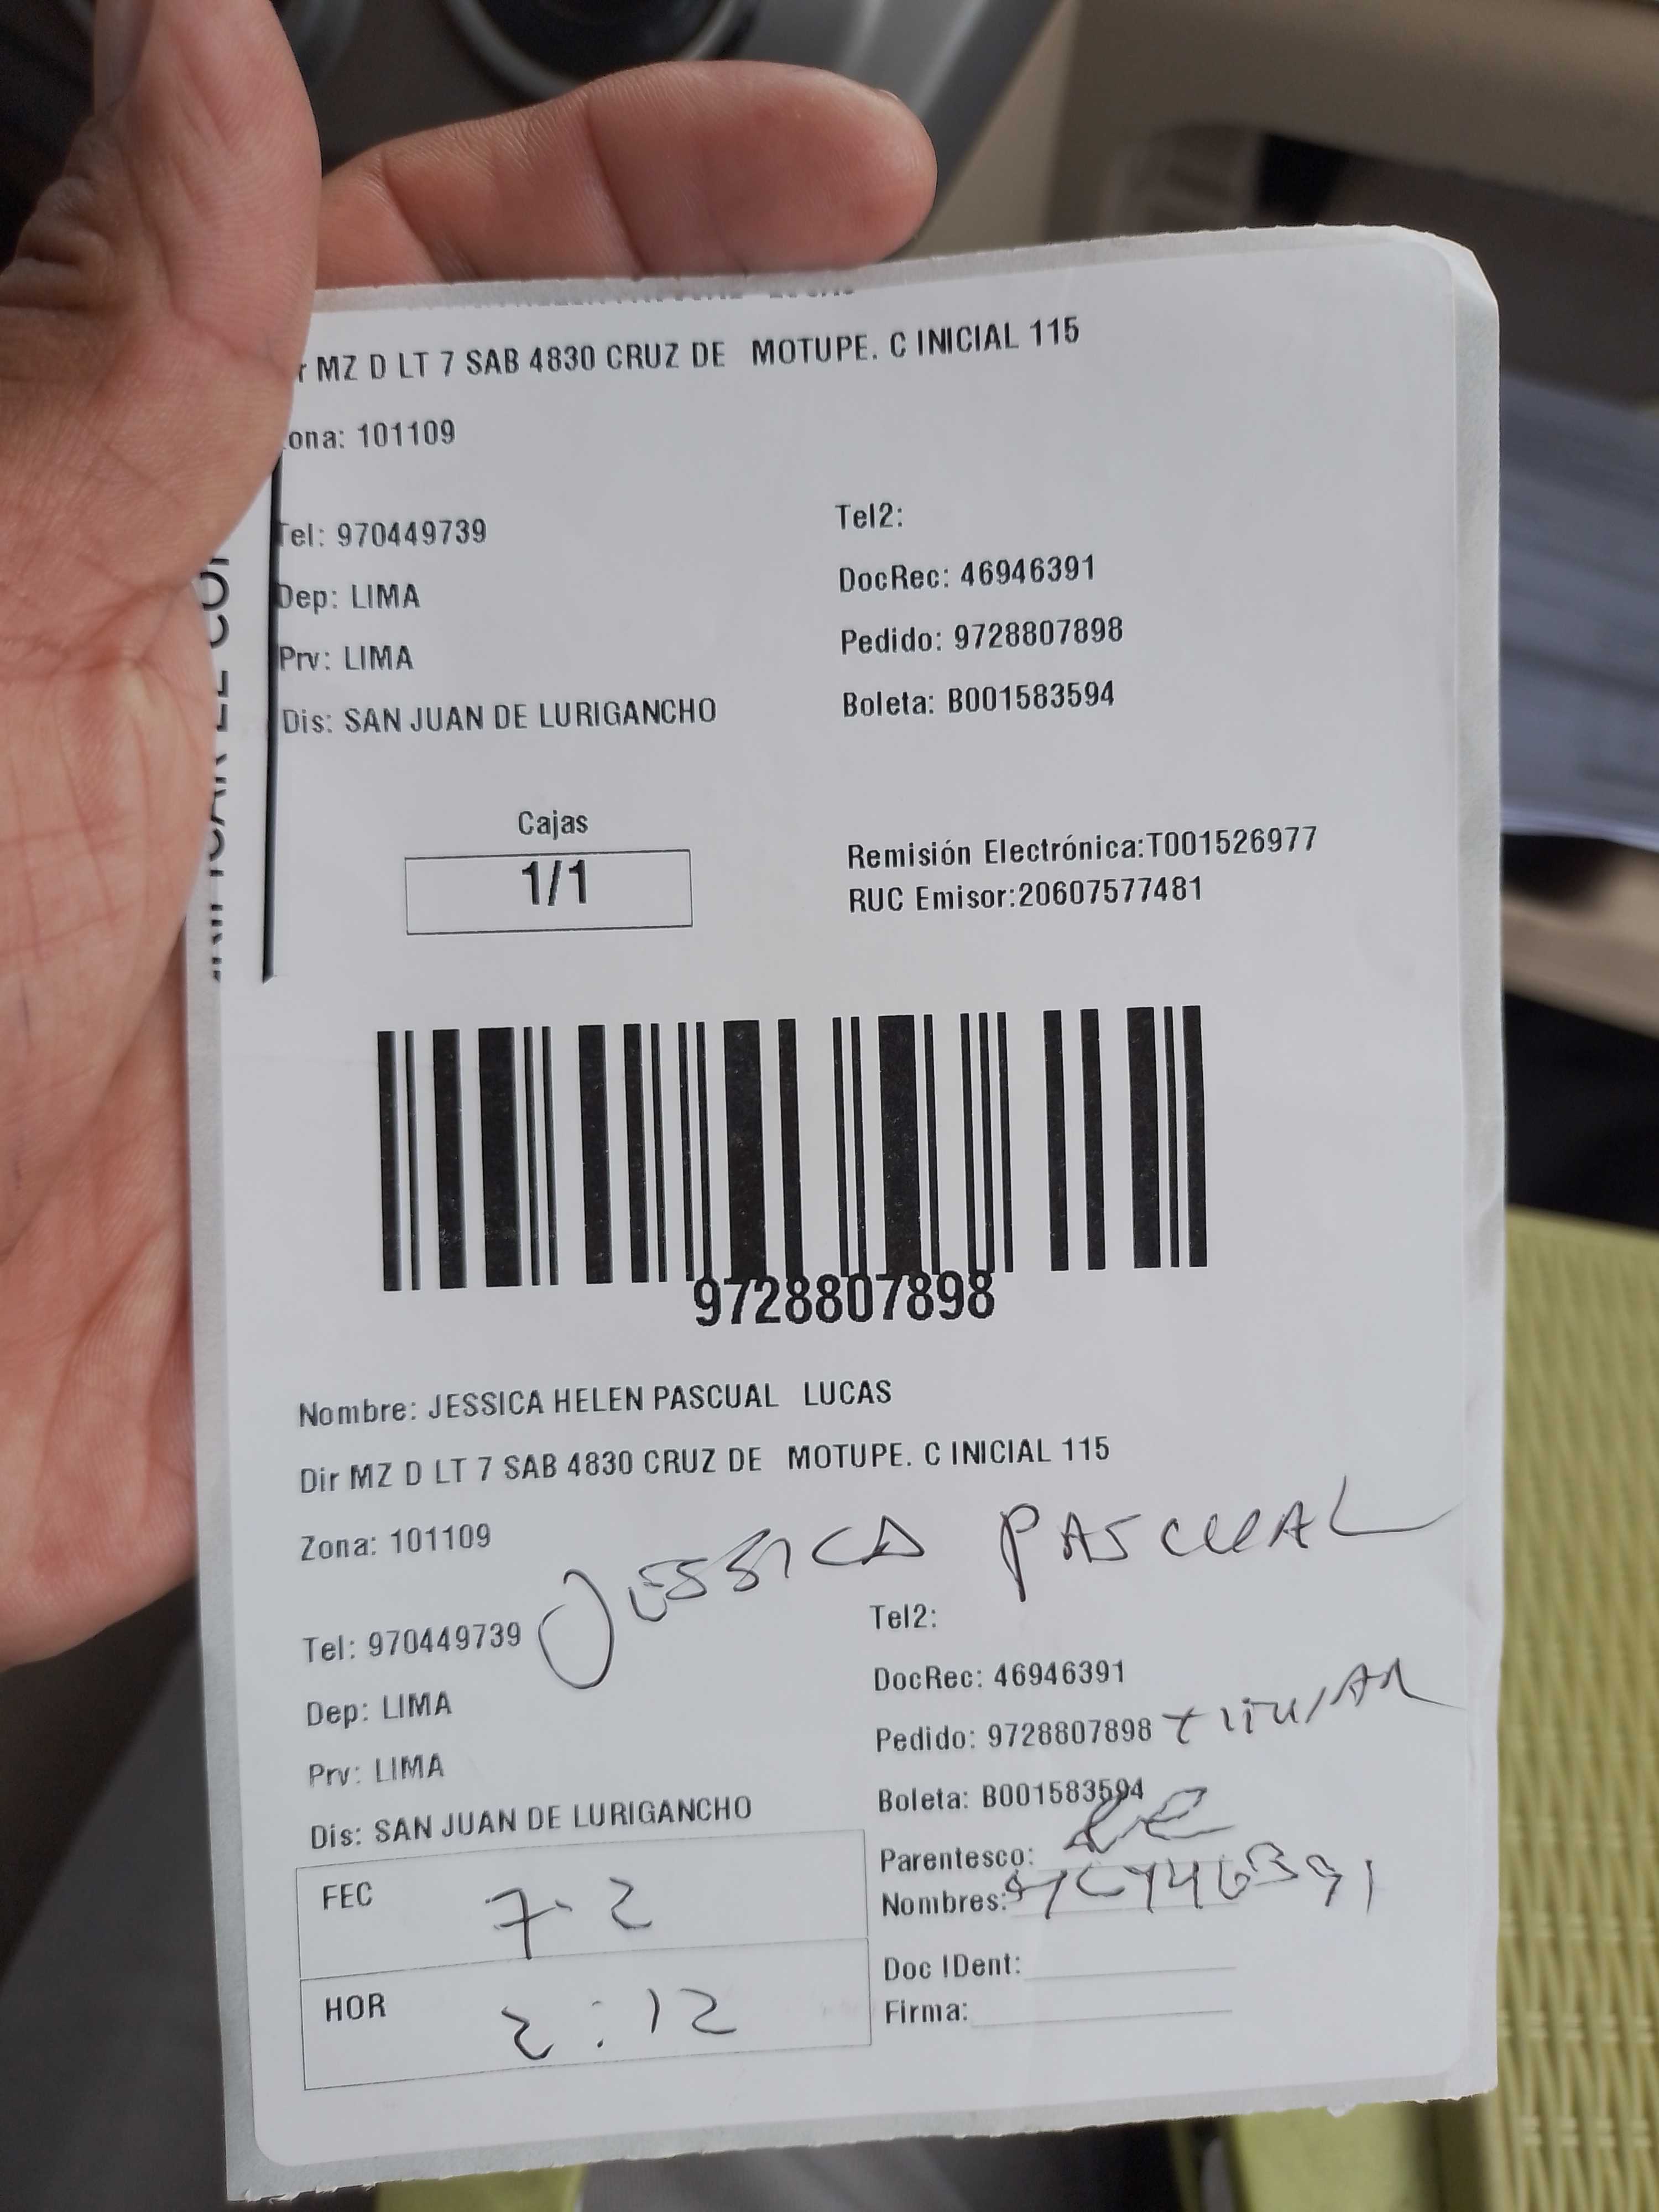 MZ D LT 7 SAB 4830 CRUZ DE MOTUPE. C INICIAL 115
ona: 101109
Tel: 970449739
Tel2:
DocRec: 46946391
Dep: LIMA
Pedido: 9728807898
Prv: LIMA
Boleta: B001583594
Dis: SAN JUAN DE LURIGANCHO
Cajas
1/1
Remisión Electrónica:T001526977
RUC Emisor:20607577481
9728807898
Nombre: JESSICA HELEN PASCUAL LUCAS
Dir MZ D LT 7 SAB 4830 CRUZ DE MOTUPE. C INICIAL 115
Zona: 101109
JESSICA PASCUAL
Tel: 970449739
Tel2:
DocRec: 46946391
Dep: LIMA
Pedido: 9728807898 titular
Prv: LIMA
Boleta: B001583594
Dis: SAN JUAN DE LURIGANCHO
Parentesco:
Nombres:
FEC 7-2
Doc IDent:
HOR 2:12
Firma: